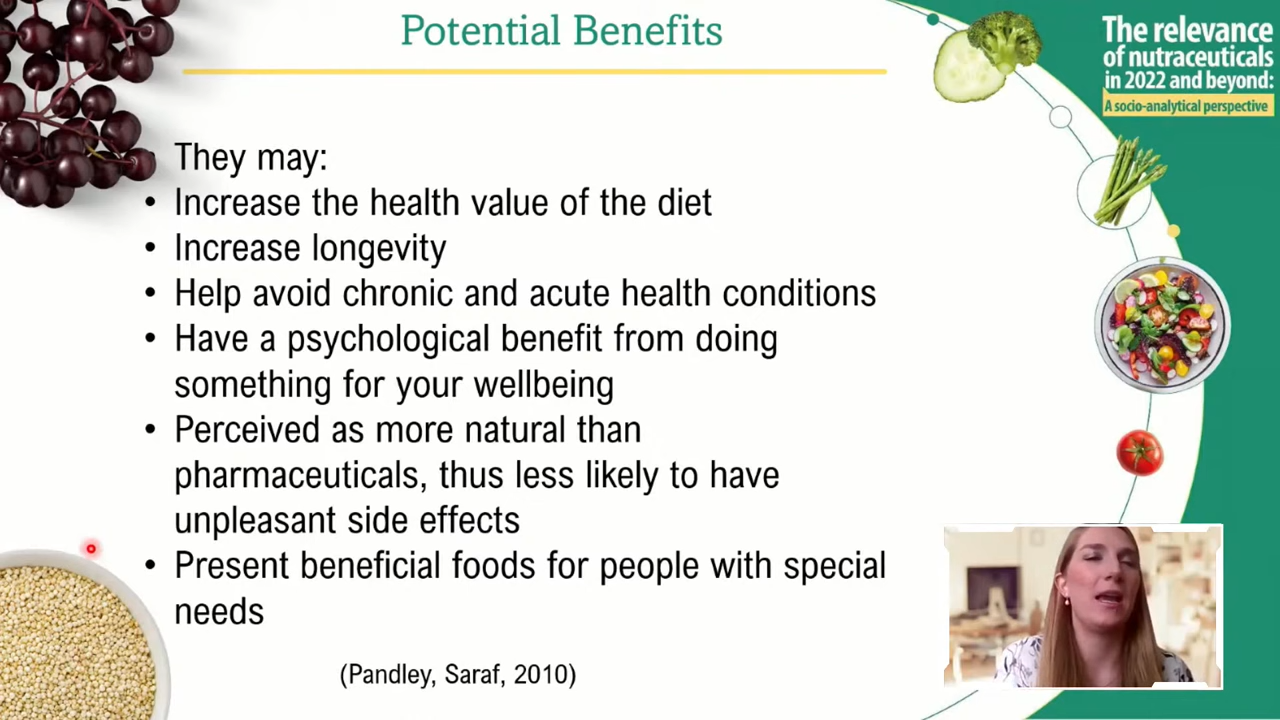 Potential Benefits
The relevance
of nutraceuticals
in 2022 and beyond:
A socio-analytical perspective
They may:
• Increase the health value of the diet
• Increase longevity
• Help avoid chronic and acute health conditions
• Have a psychological benefit from doing
something for your wellbeing
• Perceived as more natural than
pharmaceuticals, thus less likely to have
unpleasant side effects
• Present beneficial foods for people with special
needs
(Pandley, Saraf, 2010)